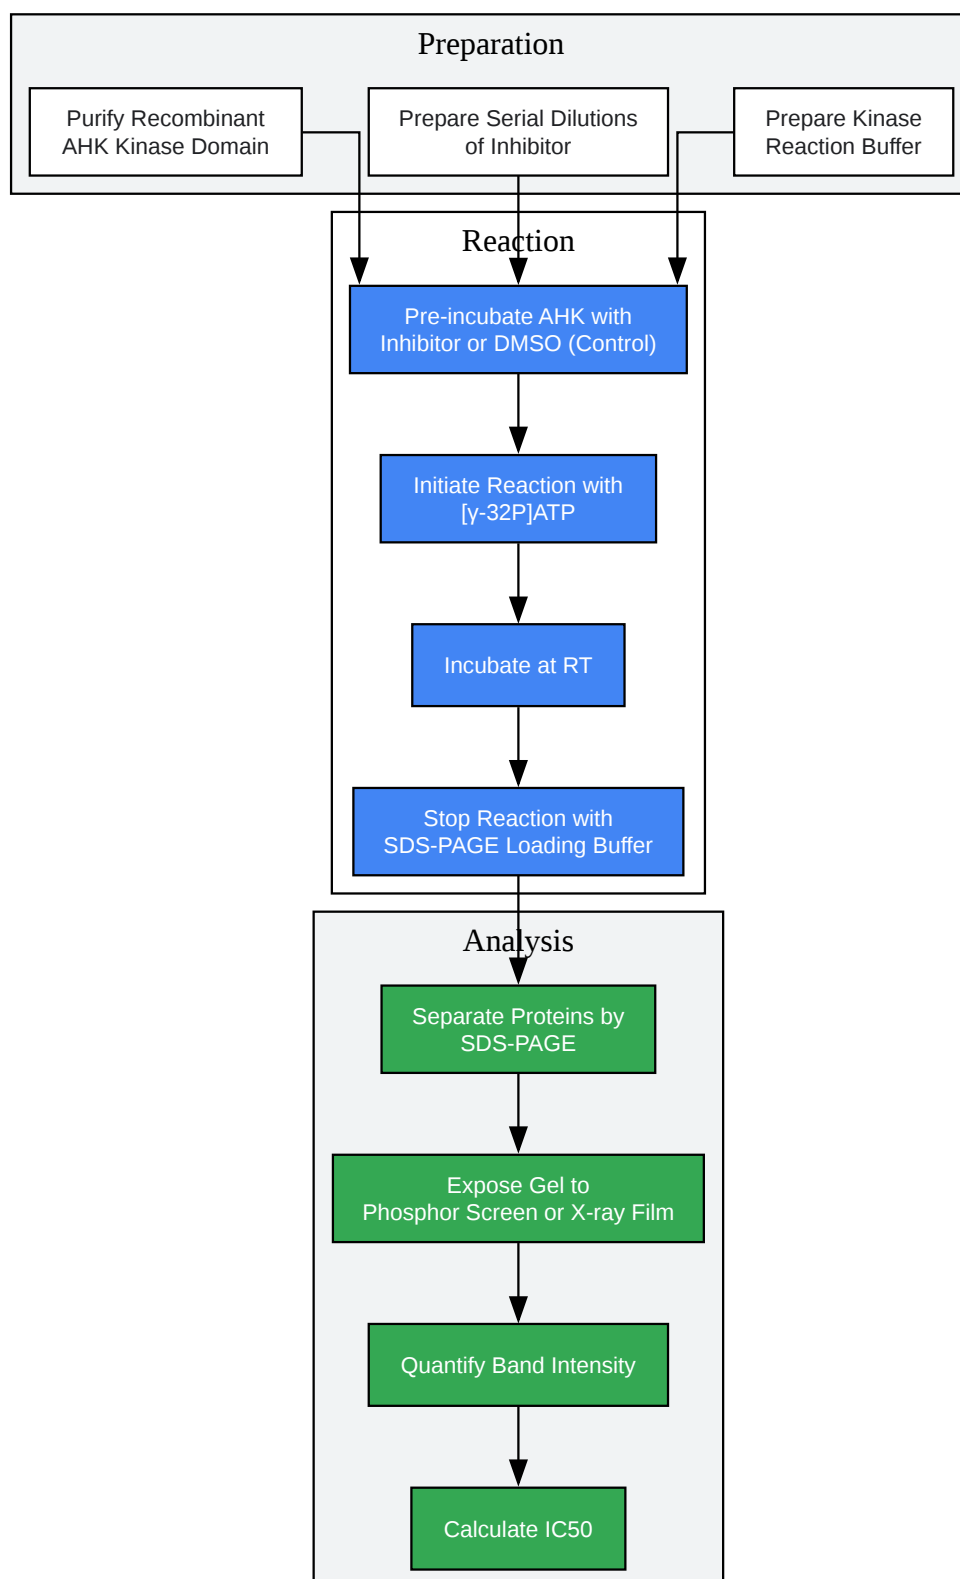 Preparation
Purify Recombinant
AHK Kinase Domain
Prepare Serial Dilutions
of Inhibitor
Prepare Kinase
Reaction Buffer
Reaction
Pre-incubate AHK with
Inhibitor or DMSO (Control)
Initiate Reaction with
[γ-32P]ATP
Incubate at RT
Stop Reaction with
SDS-PAGE Loading Buffer
Analysis
Separate Proteins by
SDS-PAGE
Expose Gel to
Phosphor Screen or X-ray Film
Quantify Band Intensity
Calculate IC50